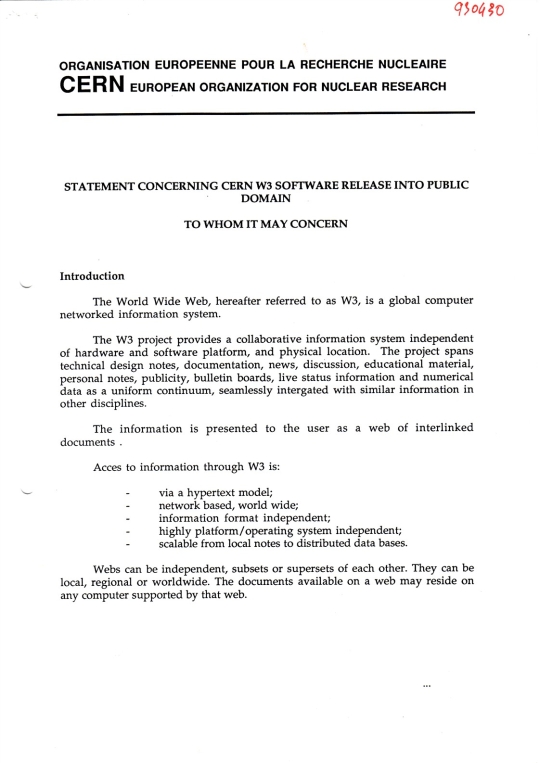 930430
ORGANISATION EUROPEENNE POUR LA RECHERCHE NUCLEAIRE
CERN EUROPEAN ORGANIZATION FOR NUCLEAR RESEARCH
STATEMENT CONCERNING CERN W3 SOFTWARE RELEASE INTO PUBLIC
DOMAIN
TO WHOM IT MAY CONCERN
Introduction
The World Wide Web, hereafter referred to as W3, is a global computer
networked information system.
The W3 project provides a collaborative information system independent
of hardware and software platform, and physical location. The project spans
technical design notes, documentation, news, discussion, educational material,
personal notes, publicity, bulletin boards, live status information and numerical
data as a uniform continuum, seamlessly intergated with similar information in
other disciplines.
The information is presented to the user as a web of interlinked
documents .
Acces to information through W3 is:
- via a hypertext model;
- network based, world wide;
- information format independent;
- highly platform/operating system independent;
- scalable from local notes to distributed data bases.
Webs can be independent, subsets or supersets of each other. They can be
local, regional or worldwide. The documents available on a web may reside on
any computer supported by that web.
...